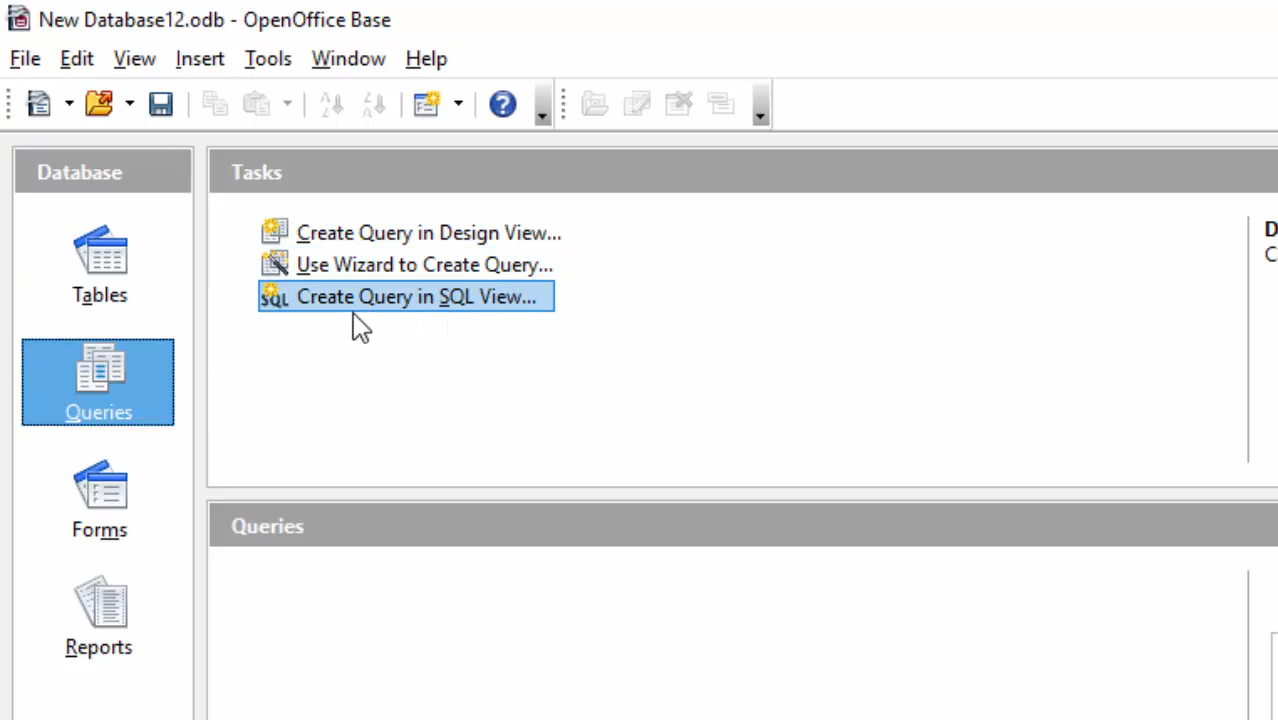 New Database12.odb - OpenOffice Base
File Edit View Insert Tools Window Help
Database
Tables
Queries
Forms
Reports
Tasks
Create Query in Design View...
Use Wizard to Create Query...
SQL Create Query in SQL View...
D
C
Queries